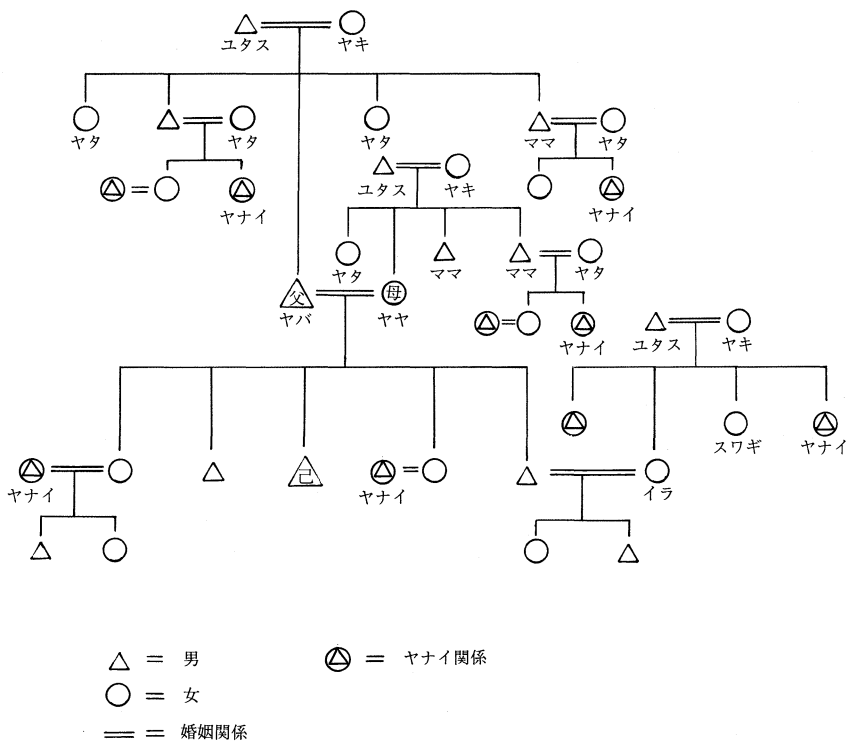 ユタス ヤキ
ヤタ ヤタ ヤタ ママ ヤタ
ユタス ヤキ
ヤナイ ヤナイ
ヤタ ママ ママ ヤタ
父 母
ヤバ ヤヤ
ヤナイ ユタス ヤキ
スワギ ヤナイ
己
ヤナイ ヤナイ イラ
△ = 男
○ = 女
= 婚姻関係
= ヤナイ関係